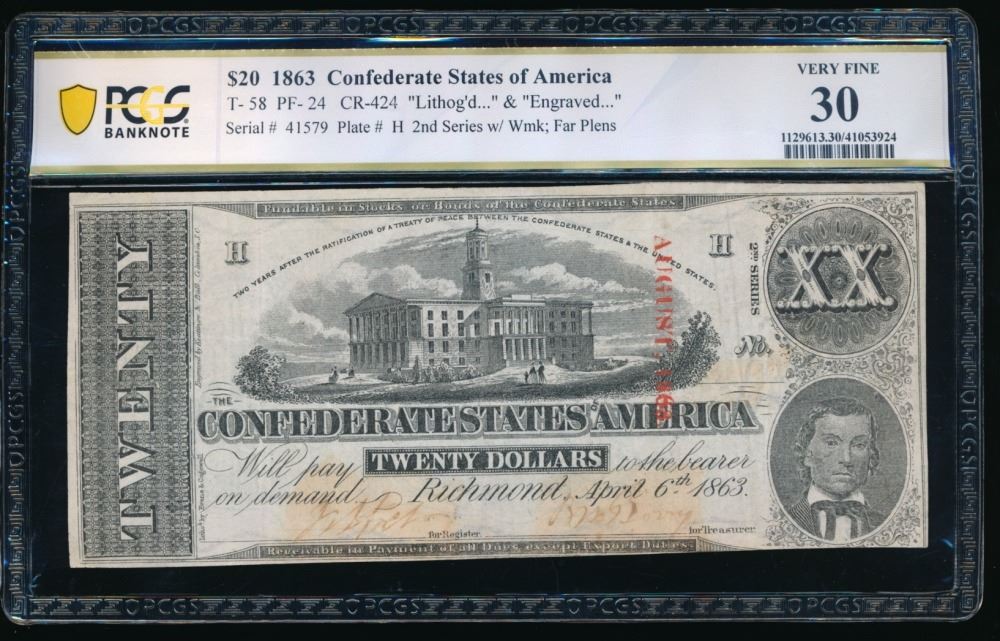 PCGS BANKNOTE
$20 1863 Confederate States of America
T- 58 PF- 24 CR-424 "Lithog'd..." & "Engraved..."
Serial # 41579 Plate # H 2nd Series w/ Wmk; Far Plens
VERY FINE
30
1129613.30/41053924
Fundable in Stocks or Bonds of the Confederate States
TWO YEARS AFTER THE RATIFICATION OF A TREATY OF PEACE BETWEEN THE CONFEDERATE STATES & THE UNITED STATES.
H
H
TWENTY
AUGUST, 1863
2ND SERIES
XX
No.
THE
CONFEDERATE STATES OF AMERICA
Will pay TWENTY DOLLARS to the bearer
on demand Richmond, April 6th 1863.
for Register
for Treasurer
Receivable in Payment of all Dues, except Export Duties.
OPCGS